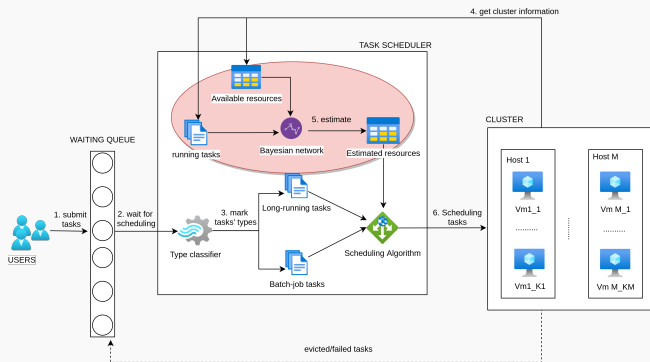 4. get cluster information
TASK SCHEDULER
Available resources
5. estimate
running tasks
Bayesian network
Estimated resources
WAITING QUEUE
1. submit
tasks
USERS
2. wait for
scheduling
Type classifier
3. mark
tasks' types
Long-running tasks
Batch-job tasks
Scheduling Algorithm
6. Scheduling
tasks
CLUSTER
Host 1
Vm1_1
..........
Vm1_K1
Host M
Vm M_1
..........
Vm M_KM
evicted/failed tasks